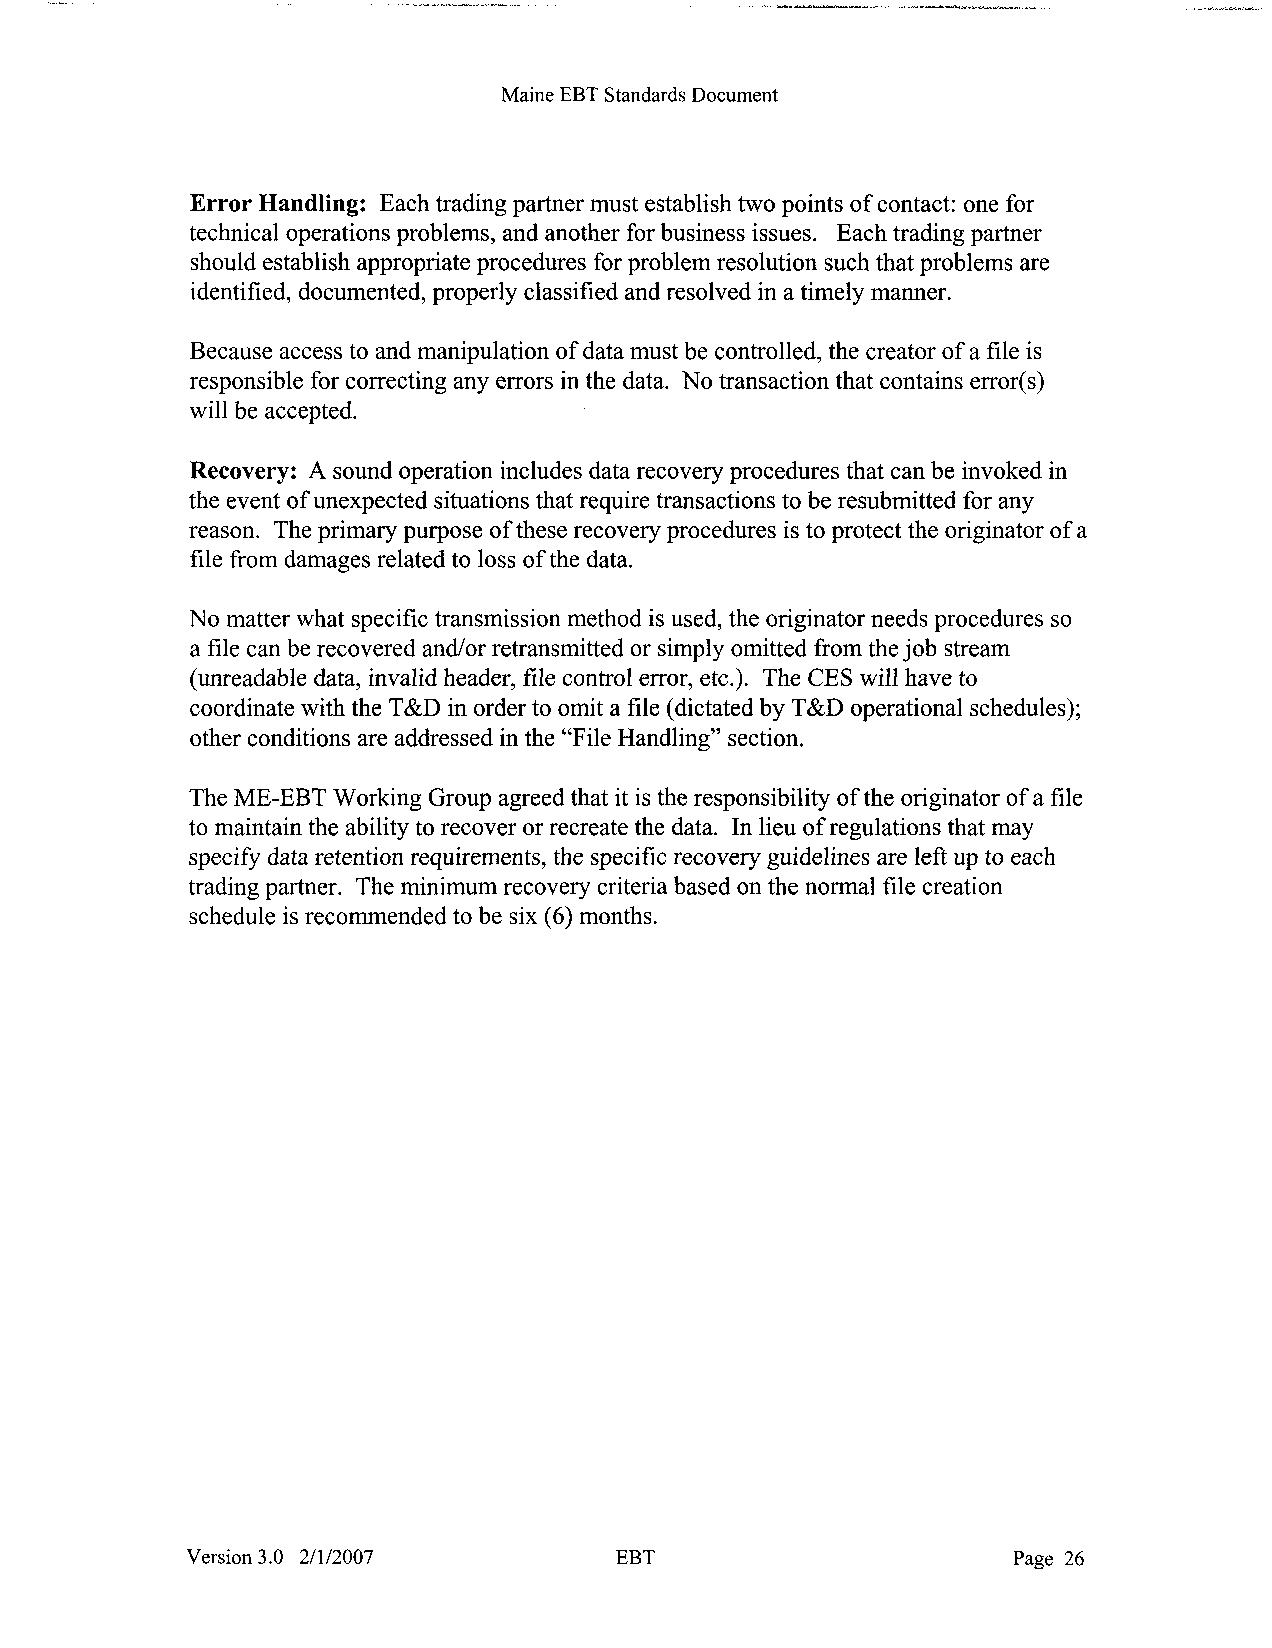 Maine EBT Standards Document
Error Handling: Each trading partner must establish two points of contact: one for
technical operations problems, and another for business issues. Each trading partner
should establish appropriate procedures for problem resolution such that problems are
identified, documented, properly classified and resolved in a timely manner.
Because access to and manipulation of data must be controlled, the creator of a file is
responsible for correcting any errors in the data. No transaction that contains error(s)
will be accepted.
Recovery: A sound operation includes data recovery procedures that can be invoked in
the event of unexpected situations that require transactions to be resubmitted for any
reason. The primary purpose of these recovery procedures is to protect the originator of a
file from damages related to loss of the data.
No matter what specific transmission method is used, the originator needs procedures so
a file can be recovered and/or retransmitted or simply omitted from the job stream
(unreadable data, invalid header, file control error, etc.). The CES will have to
coordinate with the T&D in order to omit a file (dictated by T&D operational schedules);
other conditions are addressed in the “File Handling” section.
The ME-EBT Working Group agreed that it is the responsibility of the originator of a file
to maintain the ability to recover or recreate the data. In lieu of regulations that may
specify data retention requirements, the specific recovery guidelines are left up to each
trading partner. The minimum recovery criteria based on the normal file creation
schedule is recommended to be six (6) months.
Version 3.0 2/1/2007 EBT Page 26